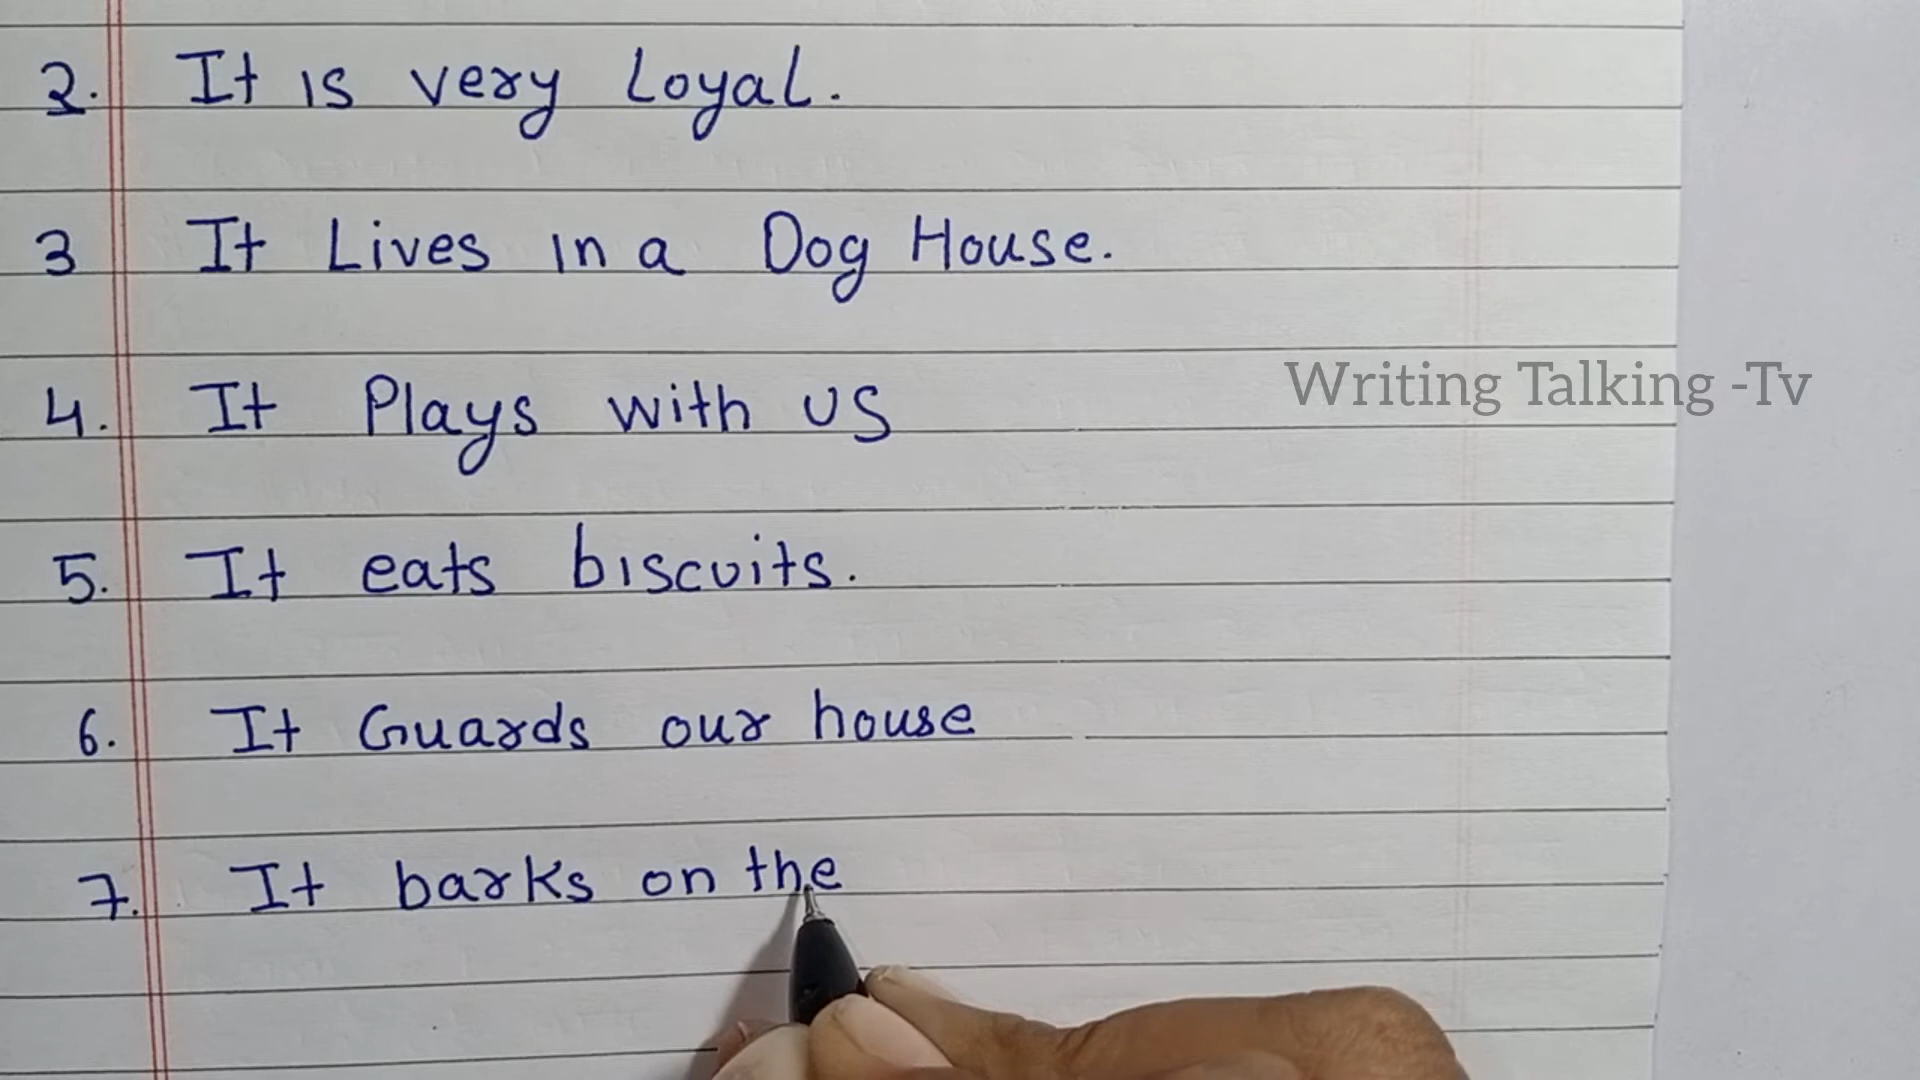 2. It is very Loyal.
3 It Lives in a Dog House.
4. It Plays with us
Writing Talking -Tv
5. It eats biscuits.
6. It Guards our house
7. It barks on the